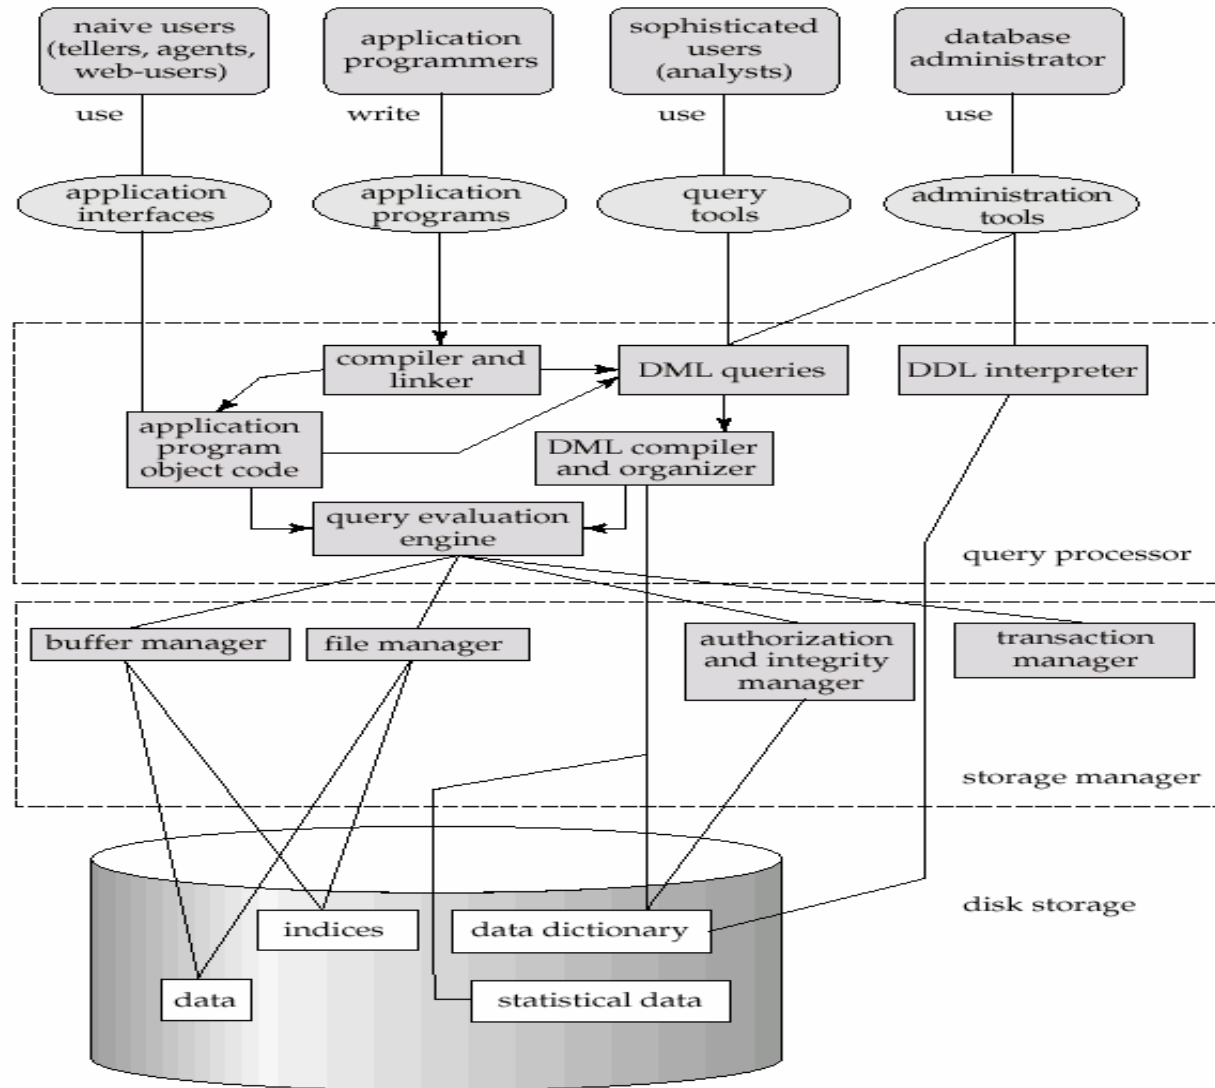 naive users
(tellers, agents,
web-users)
application
programmers
sophisticated
users
(analysts)
database
administrator
use
write
use
use
application
interfaces
application
programs
query
tools
administration
tools
compiler and
linker
DML queries
DDL interpreter
application
program
object code
DML compiler
and organizer
query evaluation
engine
query processor
buffer manager
file manager
authorization
and integrity
manager
transaction
manager
storage manager
disk storage
indices
data dictionary
data
statistical data